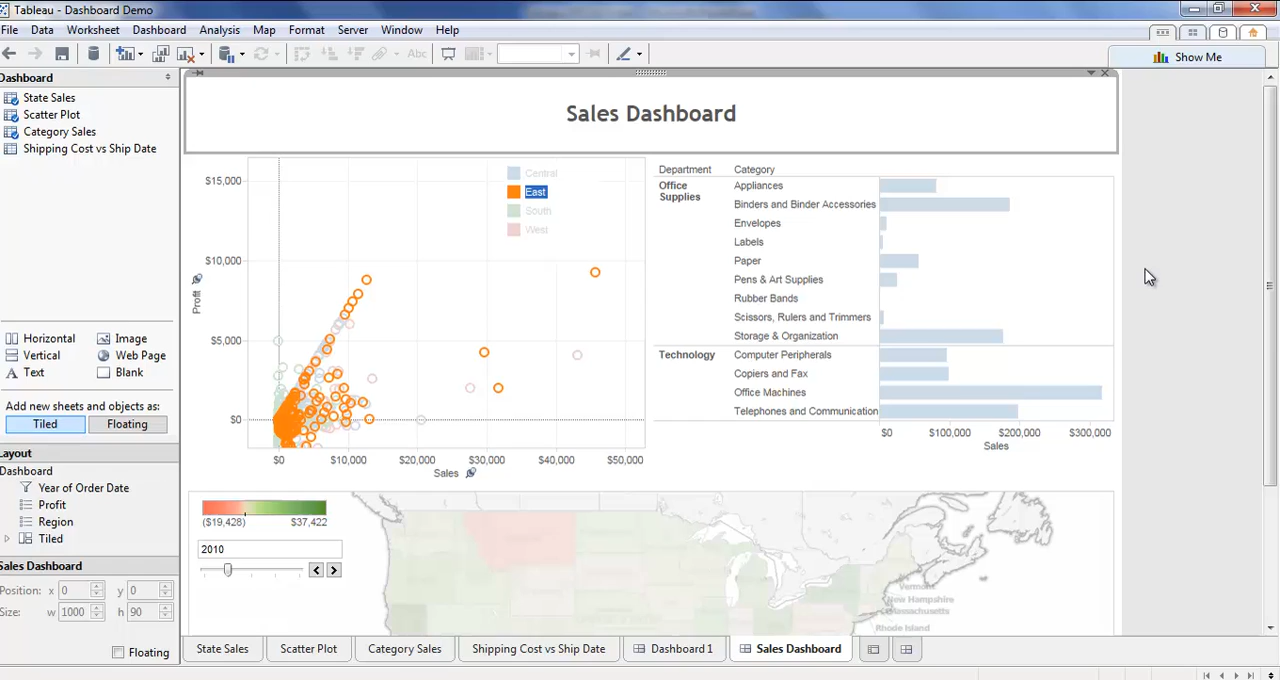 Tableau - Dashboard Demo
File Data Worksheet Dashboard Analysis Map Format Server Window Help
Abc
Show Me
Dashboard
State Sales
Scatter Plot
Category Sales
Shipping Cost vs Ship Date
Horizontal Image
Vertical Web Page
A Text Blank
Add new sheets and objects as:
Tiled Floating
Layout
Dashboard
Year of Order Date
Profit
Region
Tiled
Sales Dashboard
Position: x 0 y 0
Size: w 1000 h 90
Floating
Sales Dashboard
$15,000
$10,000
$5,000
$0
Profit
Central
East
South
West
$0 $10,000 $20,000 $30,000 $40,000 $50,000
Sales
Department Category
Office Supplies
Appliances
Binders and Binder Accessories
Envelopes
Labels
Paper
Pens & Art Supplies
Rubber Bands
Scissors, Rulers and Trimmers
Storage & Organization
Technology Computer Peripherals
Copiers and Fax
Office Machines
Telephones and Communication
$0 $100,000 $200,000 $300,000
Sales
($19,428) $37,422
2010
Vermont
New Hampshire
Massachusetts
Rhode Island
State Sales Scatter Plot Category Sales Shipping Cost vs Ship Date Dashboard 1 Sales Dashboard